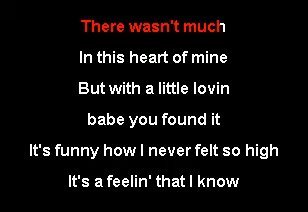 There wasn't much
In this heart of mine
But with a little lovin
babe you found it
It's funny how I never felt so high
It's a feelin' that I know